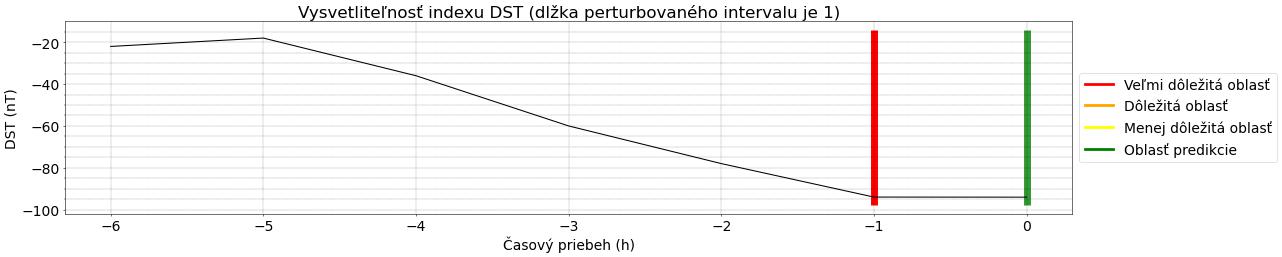 Vysvetliteľnosť indexu DST (dlžka perturbovaného intervalu je 1)
DST (nT)
−20
−40
−60
−80
−100
−6 −5 −4 −3 −2 −1 0
Časový priebeh (h)
Veľmi dôležitá oblasť
Dôležitá oblasť
Menej dôležitá oblasť
Oblasť predikcie